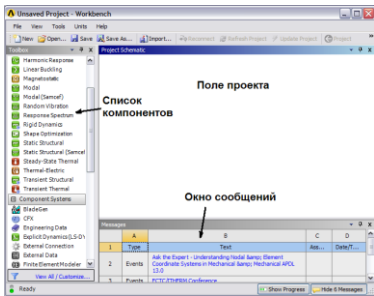 Unsaved Project - Workbench
File View Tools Units Help
New Open... Save Save As... Import... Reconnect Refresh Project Update Project Project
Toolbox
Project Schematic
Harmonic Response
Linear Buckling
Magnetostatic
Modal
Modal (Samcef)
Random Vibration
Response Spectrum
Rigid Dynamics
Shape Optimization
Static Structural
Static Structural (Samcef
Steady-State Thermal
Thermal-Electric
Transient Structural
Transient Thermal
Component Systems
BladeGen
CFX
Engineering Data
Explicit Dynamics (LS-DY
External Connection
External Data
Finite Element Modeler
View All / Customize...
Поле проекта
Список компонентов
Окно сообщений
Messages
A B C D
1 Type Text Ass... Date/T...
2 Events Ask the Expert - Understanding Nodal &amp; Element Coordinate Systems in Mechanical &amp; Mechanical APDL 13.0
3 Events
Ready
Show Progress
Hide 6 Messages